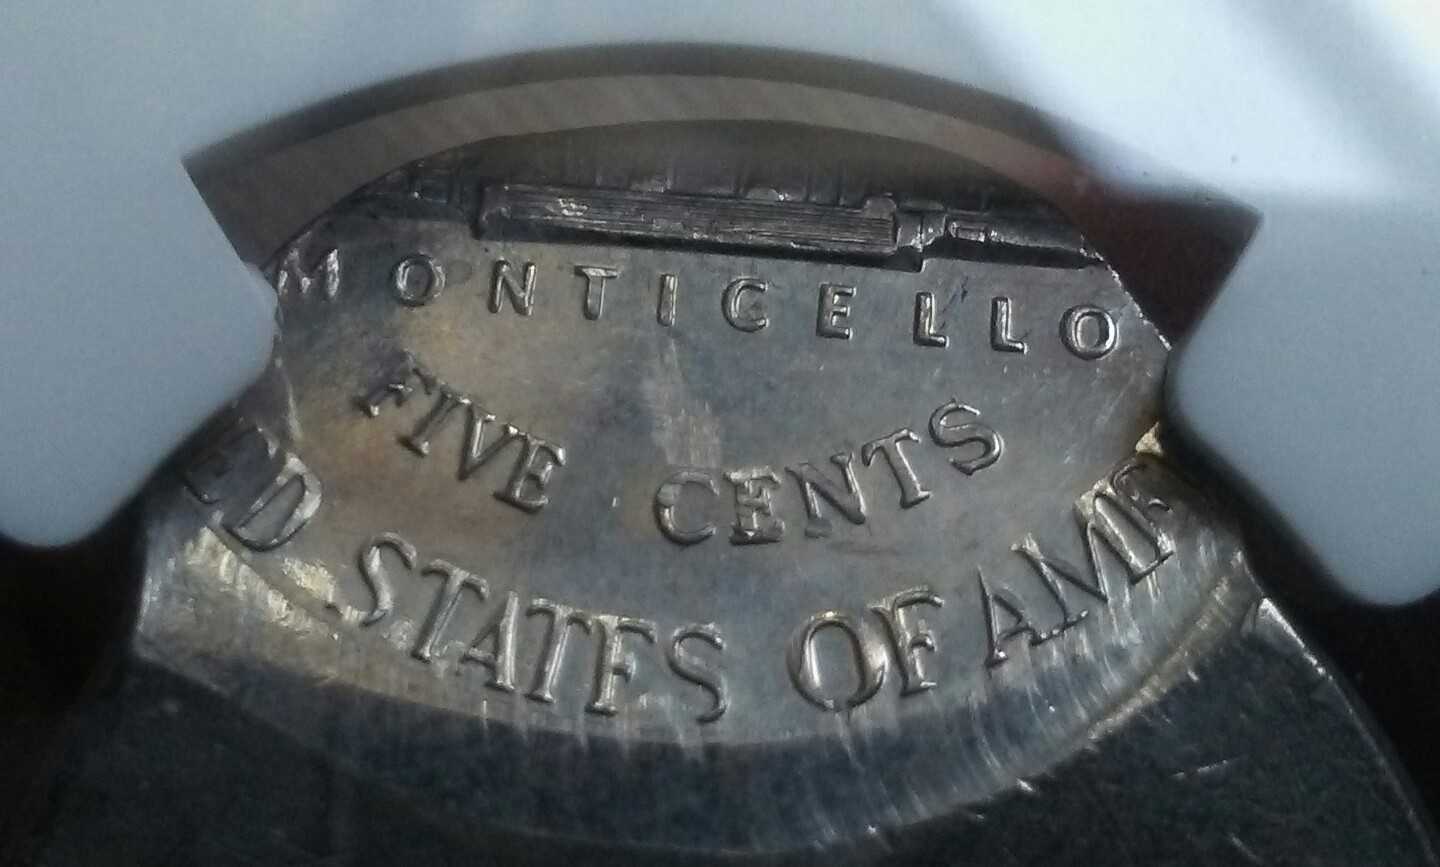 MONTICELLO
FIVE CENTS
ED STATES OF AME